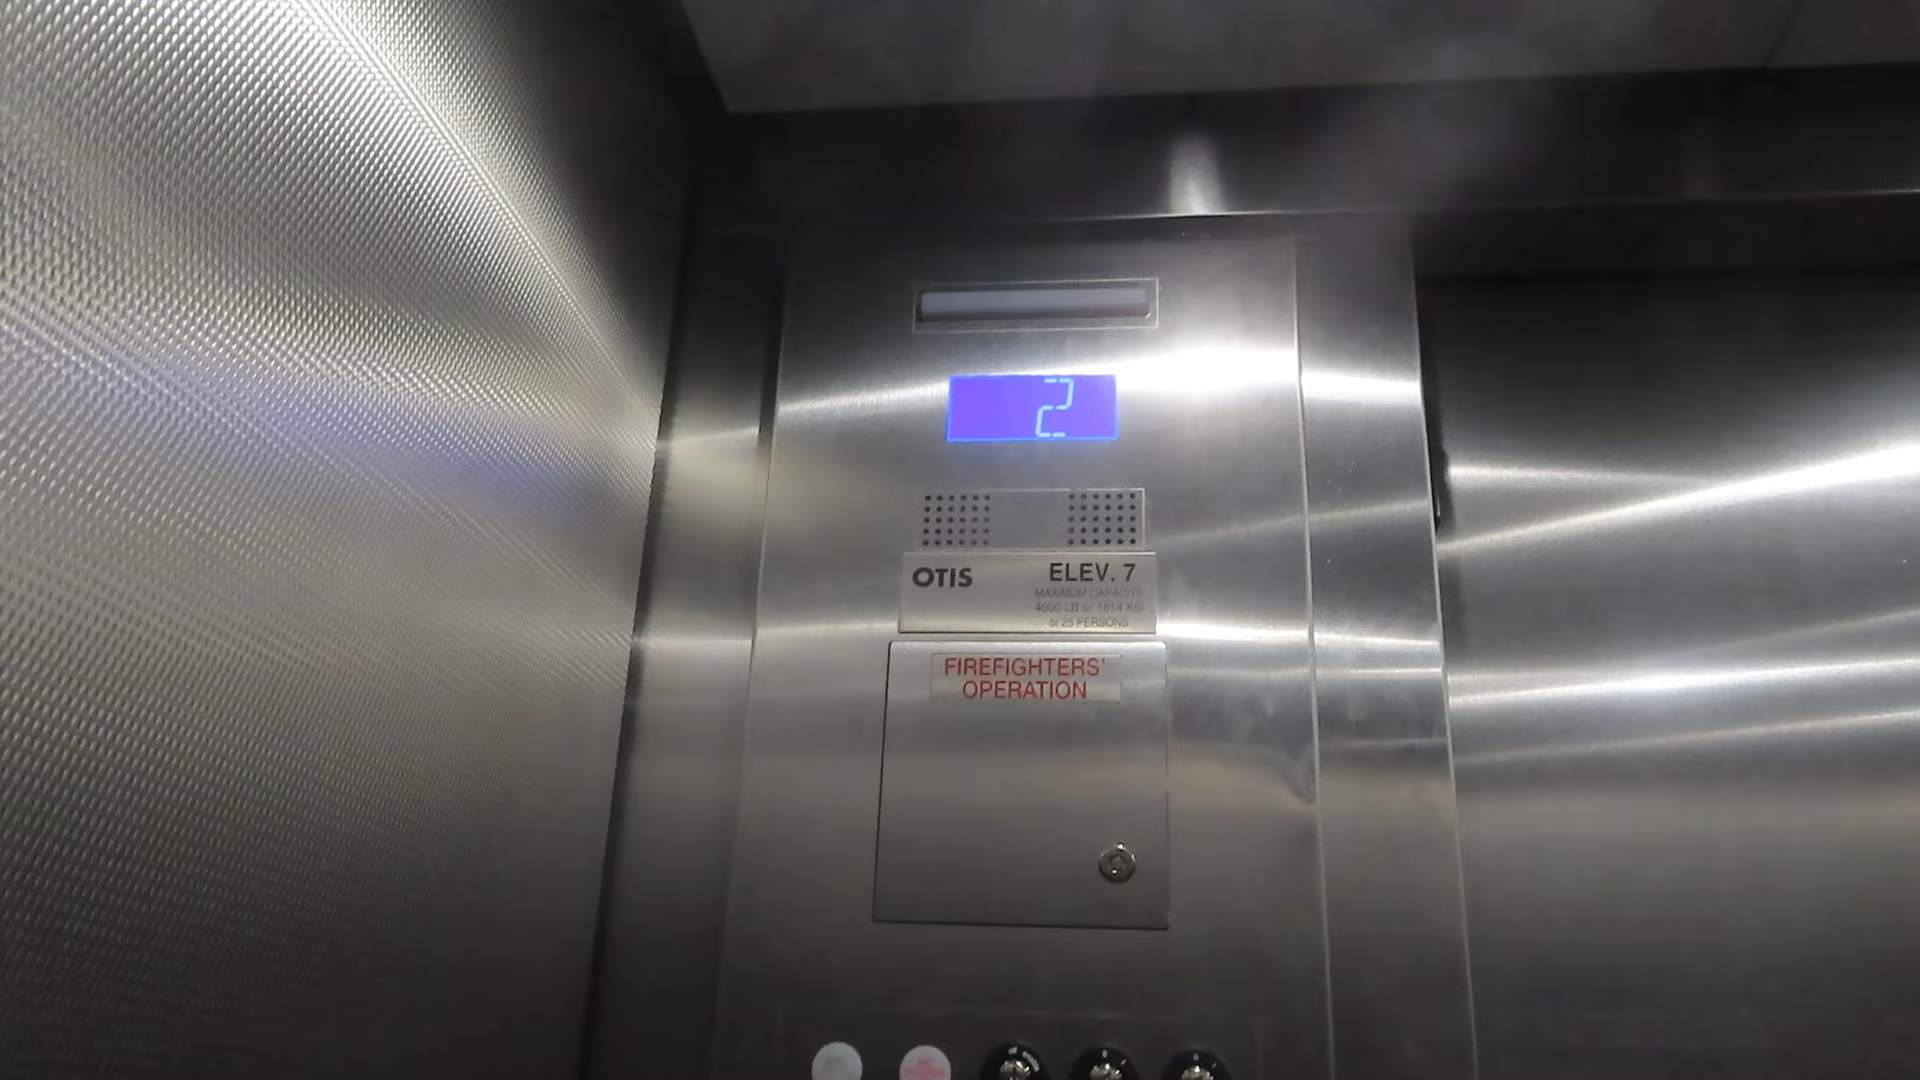 2
OTIS
ELEV. 7
MAXIMUM CAPACITY
4000 LB or 1814 KG
or 25 PERSONS
FIREFIGHTERS'
OPERATION